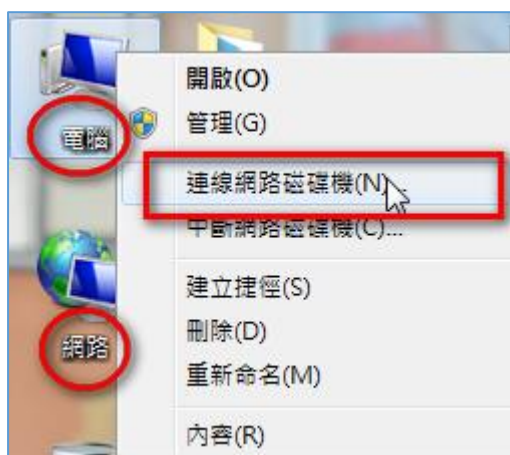 電腦
網路
開啟(O)
管理(G)
連線網路磁碟機(N)...
中斷網路磁碟機(C)...
建立捷徑(S)
刪除(D)
重新命名(M)
內容(R)